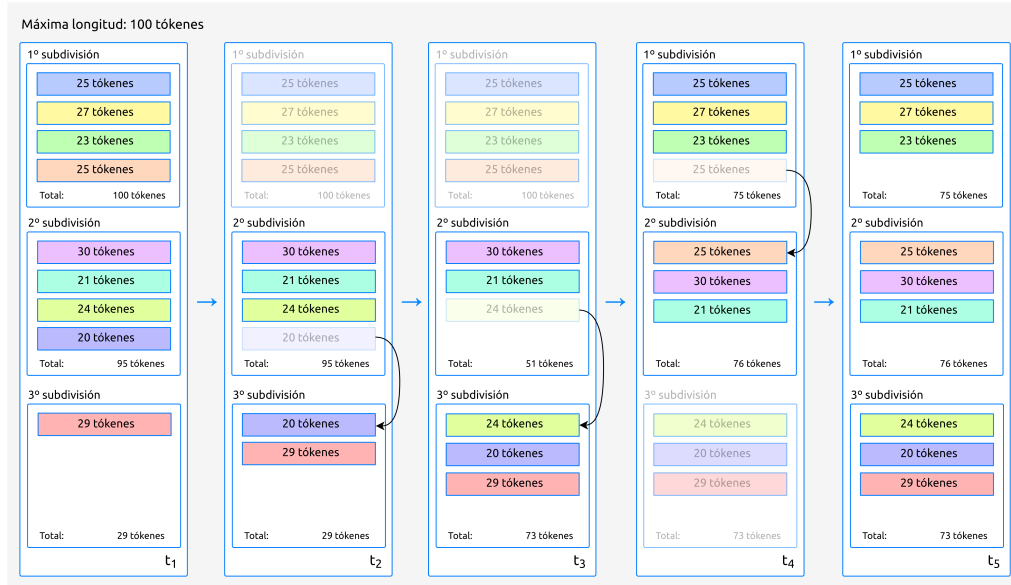 Máxima longitud: 100 tókenes
1º subdivisión
25 tókenes
27 tókenes
23 tókenes
25 tókenes
Total: 100 tókenes
2º subdivisión
30 tókenes
21 tókenes
24 tókenes
20 tókenes
Total: 95 tókenes
3º subdivisión
29 tókenes
Total: 29 tókenes
t1
→
1º subdivisión
25 tókenes
27 tókenes
23 tókenes
25 tókenes
Total: 100 tókenes
2º subdivisión
30 tókenes
21 tókenes
24 tókenes
20 tókenes
Total: 95 tókenes
3º subdivisión
20 tókenes
29 tókenes
Total: 29 tókenes
t2
→
1º subdivisión
25 tókenes
27 tókenes
23 tókenes
25 tókenes
Total: 100 tókenes
2º subdivisión
30 tókenes
21 tókenes
24 tókenes
Total: 51 tókenes
3º subdivisión
24 tókenes
20 tókenes
29 tókenes
Total: 73 tókenes
t3
→
1º subdivisión
25 tókenes
27 tókenes
23 tókenes
25 tókenes
Total: 75 tókenes
2º subdivisión
25 tókenes
30 tókenes
21 tókenes
Total: 76 tókenes
3º subdivisión
24 tókenes
20 tókenes
29 tókenes
Total: 73 tókenes
t4
→
1º subdivisión
25 tókenes
27 tókenes
23 tókenes
Total: 75 tókenes
2º subdivisión
25 tókenes
30 tókenes
21 tókenes
Total: 76 tókenes
3º subdivisión
24 tókenes
20 tókenes
29 tókenes
Total: 73 tókenes
t5